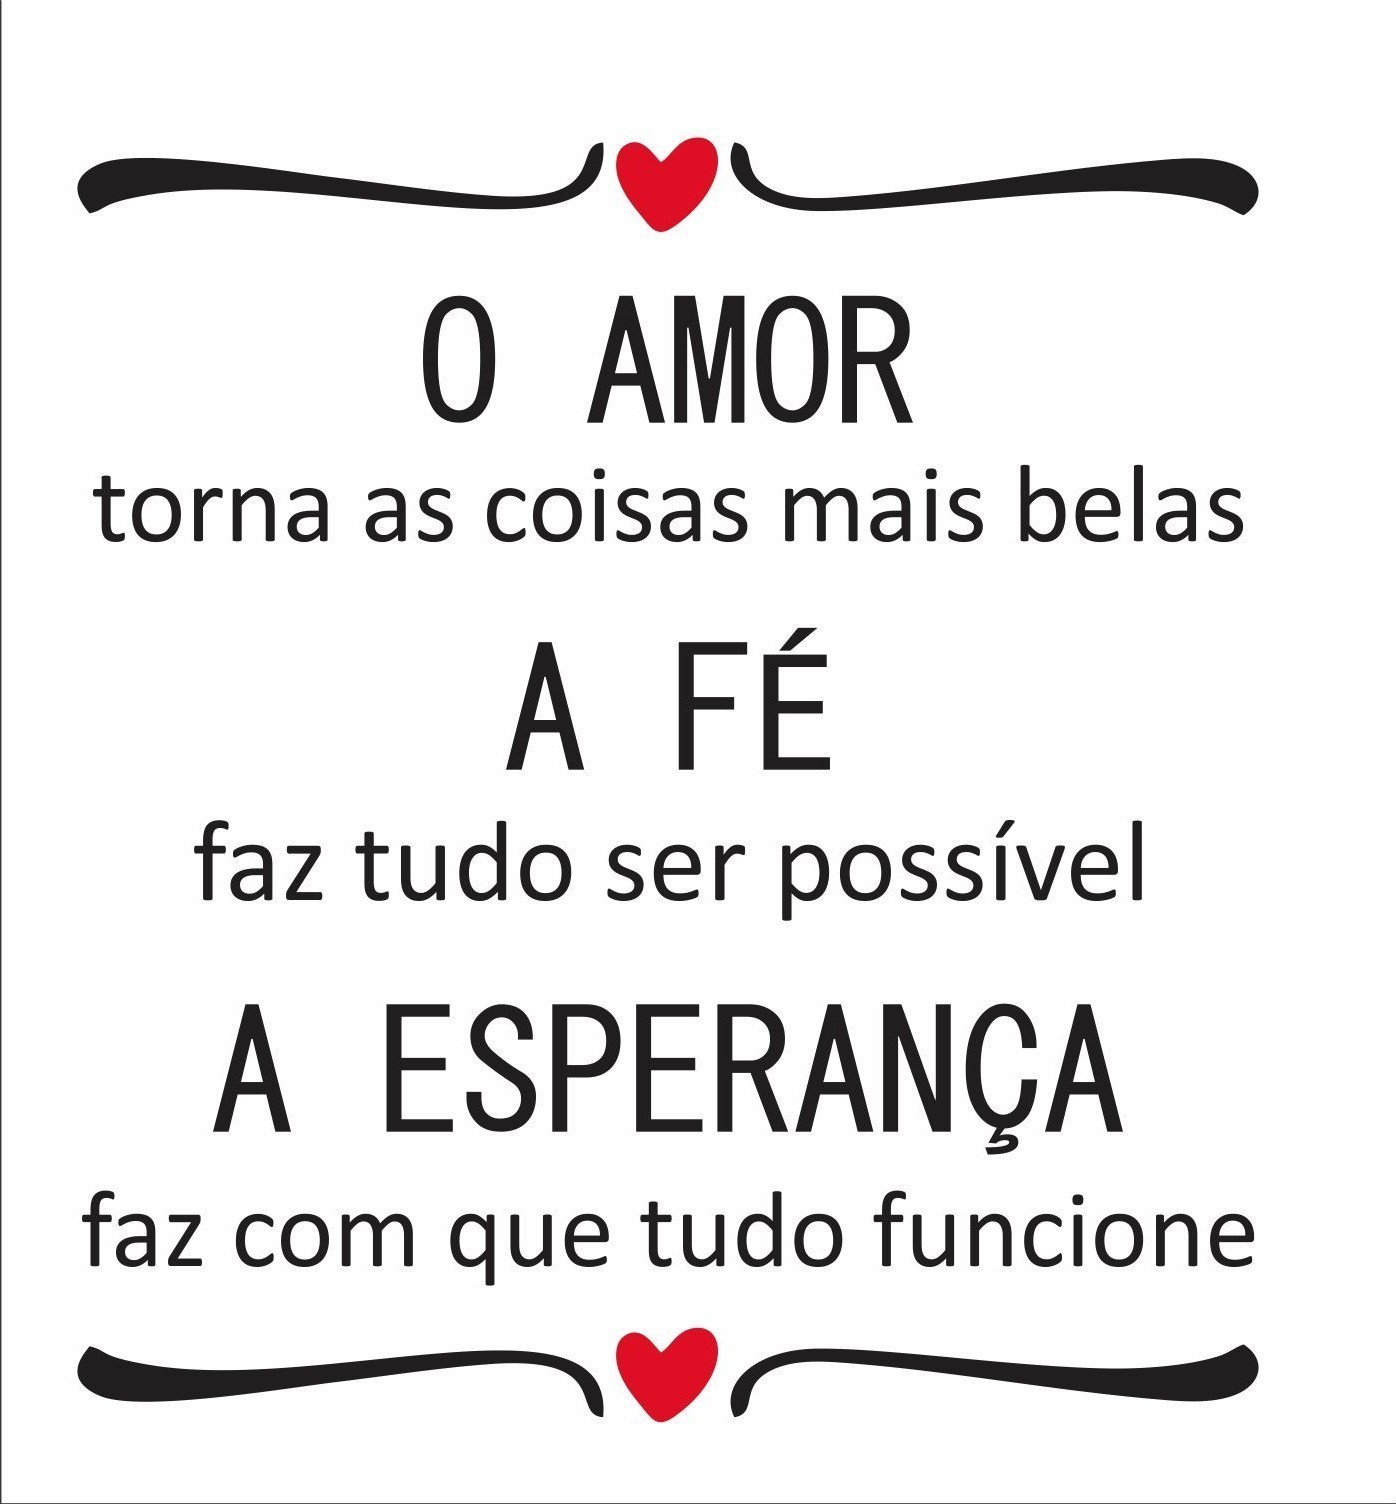 O AMOR
torna as coisas mais belas
A FÉ
faz tudo ser possível
A ESPERANÇA
faz com que tudo funcione